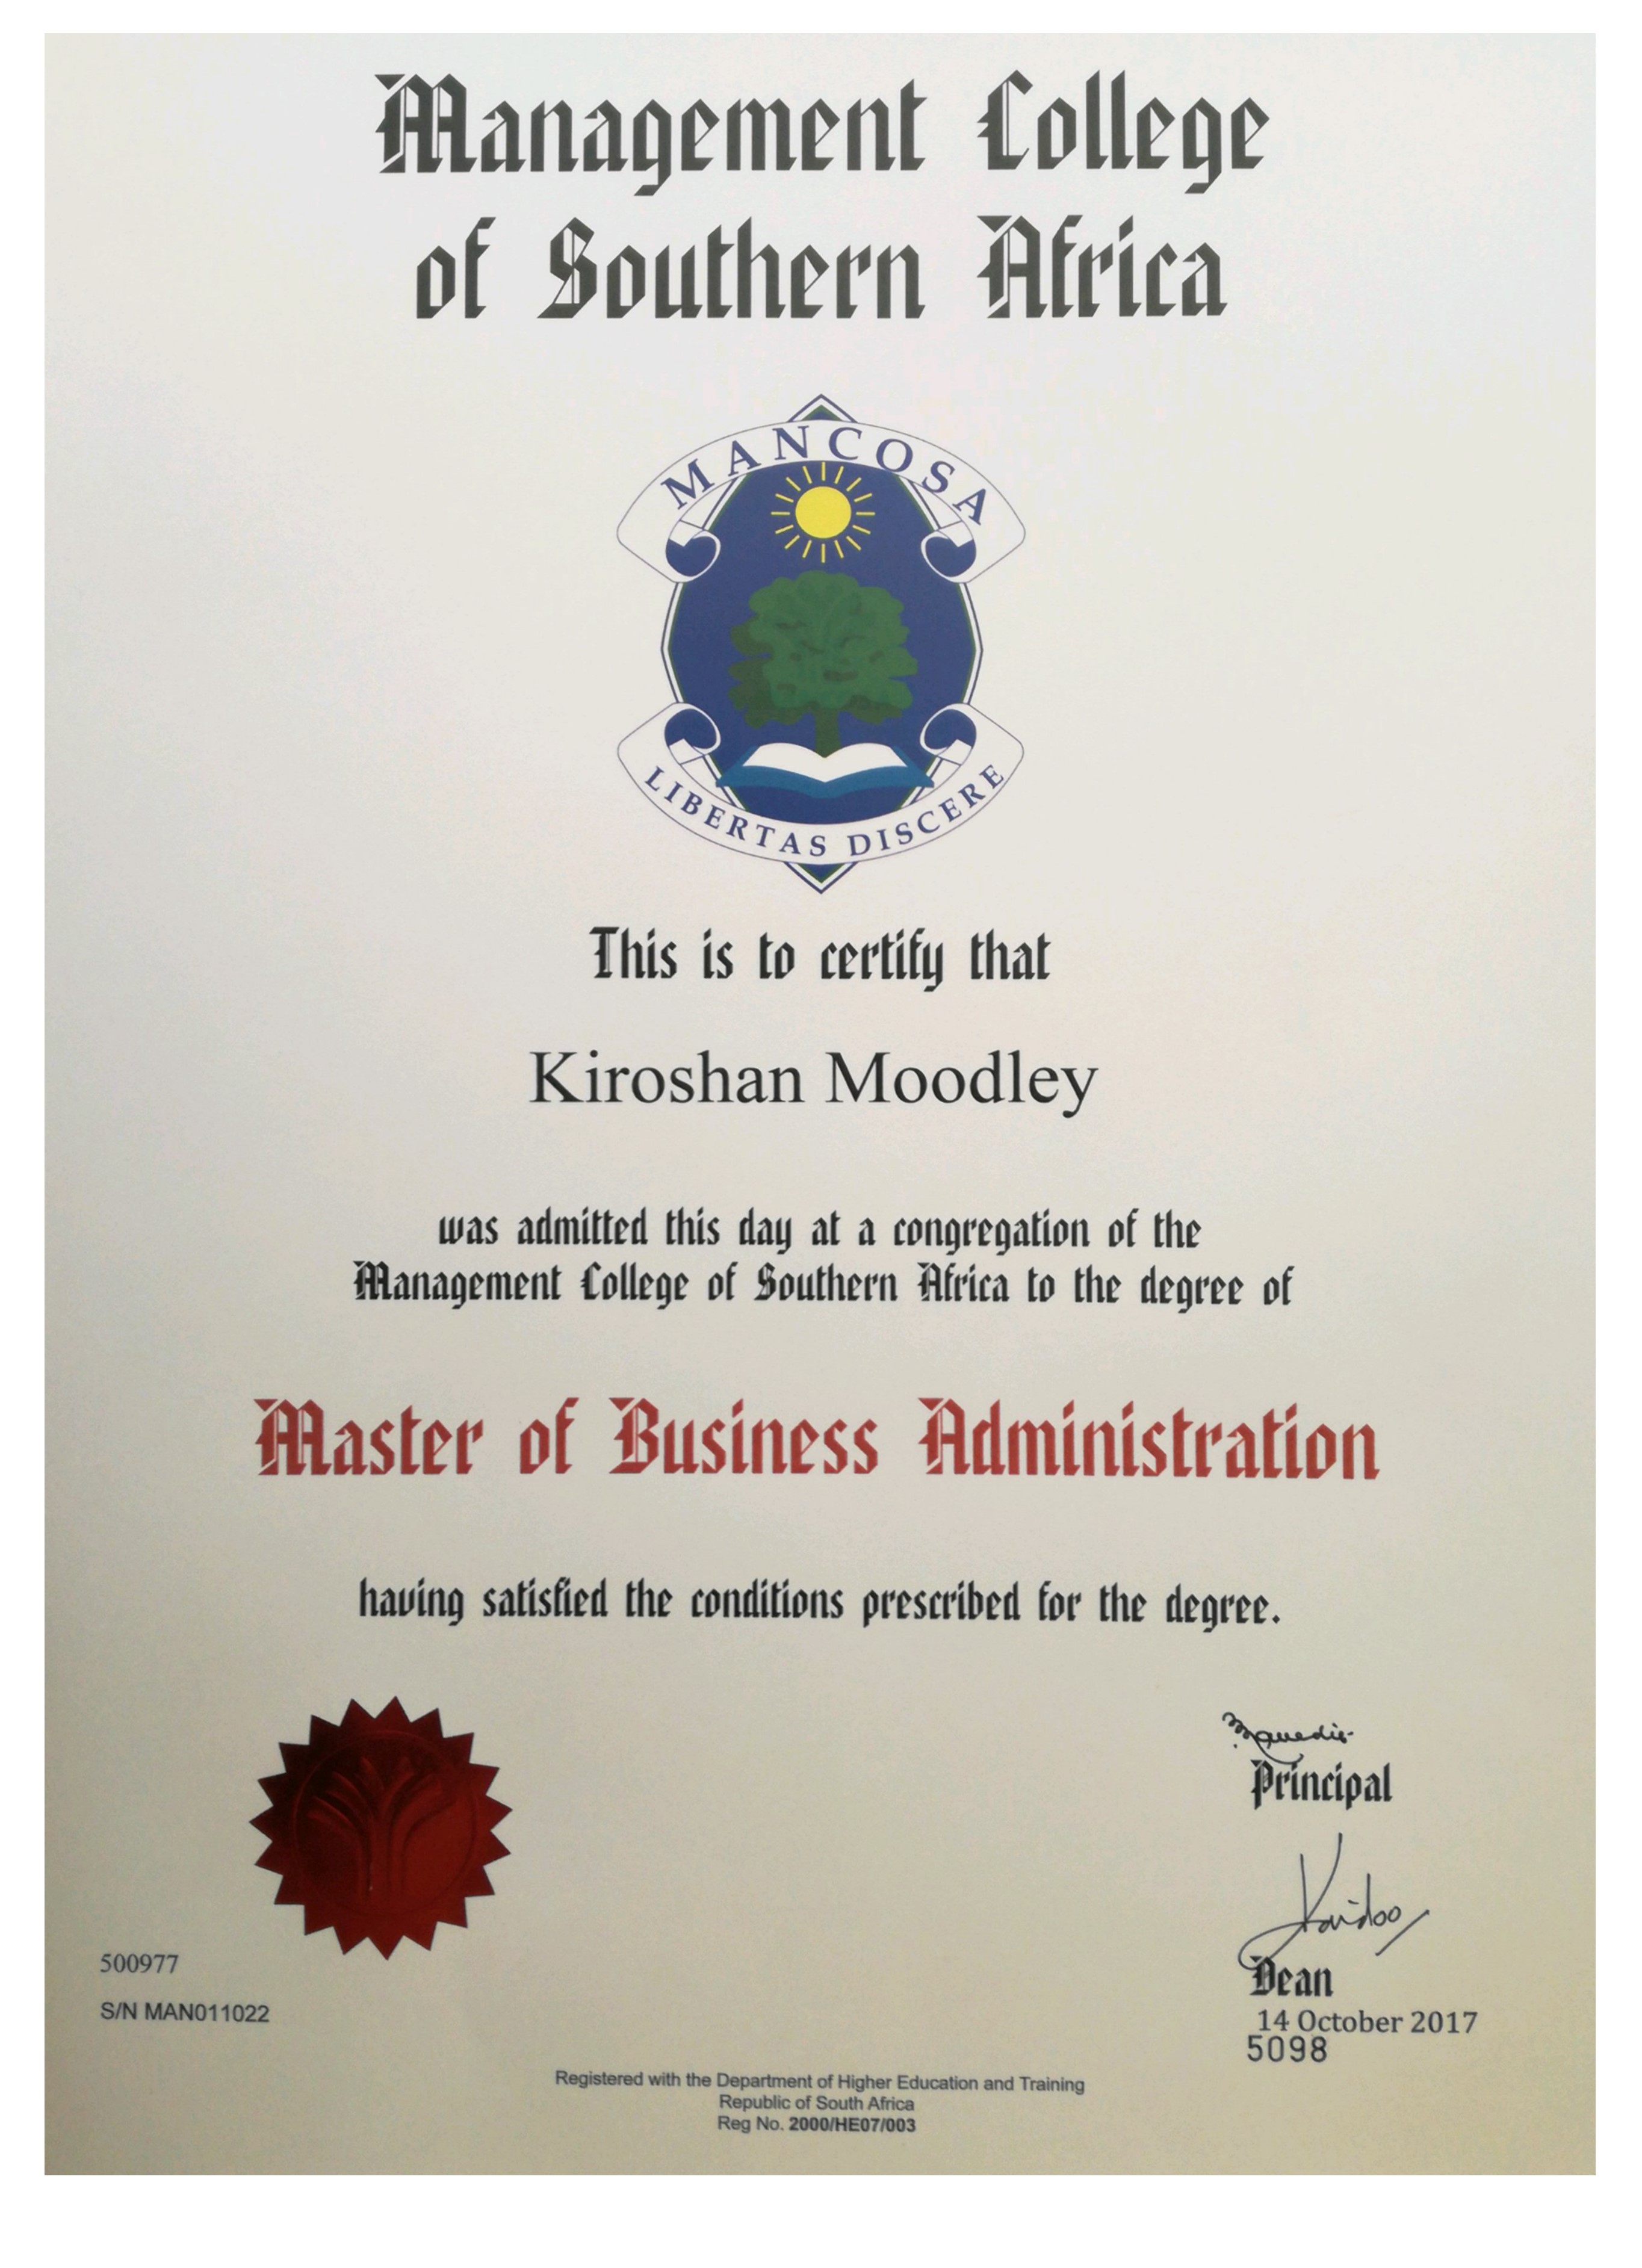 Management College
of Southern Africa
MANCOSA
LIBERTAS DISCERE
This is to certify that
Kiroshan Moodley
was admitted this day at a congregation of the
Management College of Southern Africa to the degree of
Master of Business Administration
having satisfied the conditions prescribed for the degree.
Principal
500977
S/N MAN011022
Dean
14 October 2017
5098
Registered with the Department of Higher Education and Training
Republic of South Africa
Reg No. 2000/HE07/003